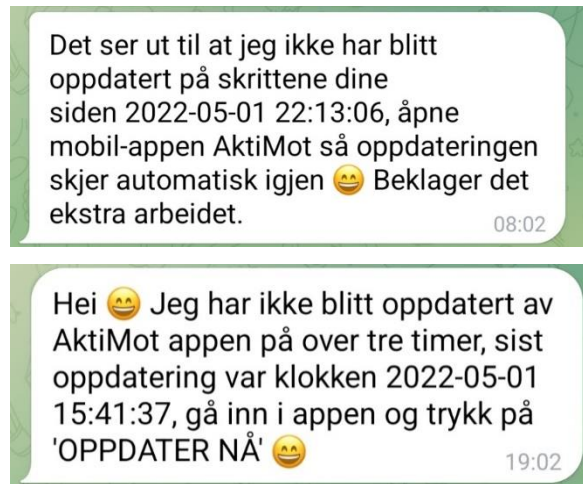 Det ser ut til at jeg ikke har blitt
oppdatert på skrittene dine
siden 2022-05-01 22:13:06, åpne
mobil-appen AktiMot så oppdateringen
skjer automatisk igjen 😄 Beklager det
ekstra arbeidet.
08:02
Hei 😄 Jeg har ikke blitt oppdatert av
AktiMot appen på over tre timer, sist
oppdatering var klokken 2022-05-01
15:41:37, gå inn i appen og trykk på
'OPPDATER NÅ' 😄
19:02